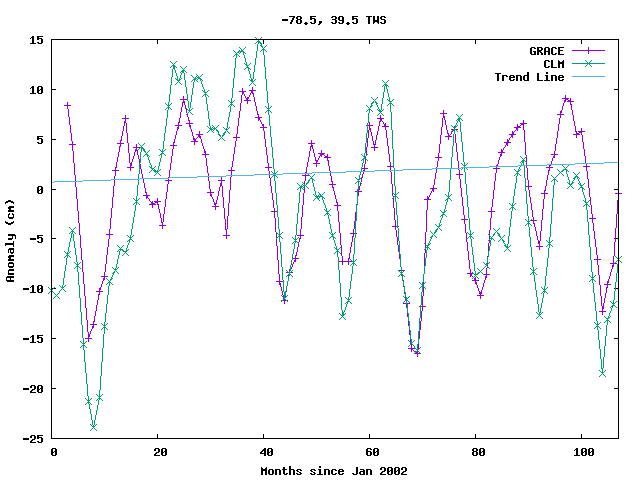 -78.5, 39.5 TWS
GRACE
CLM
Trend Line
15
10
5
0
-5
-10
-15
-20
-25
Anomaly (cm)
0 20 40 60 80 100
Months since Jan 2002